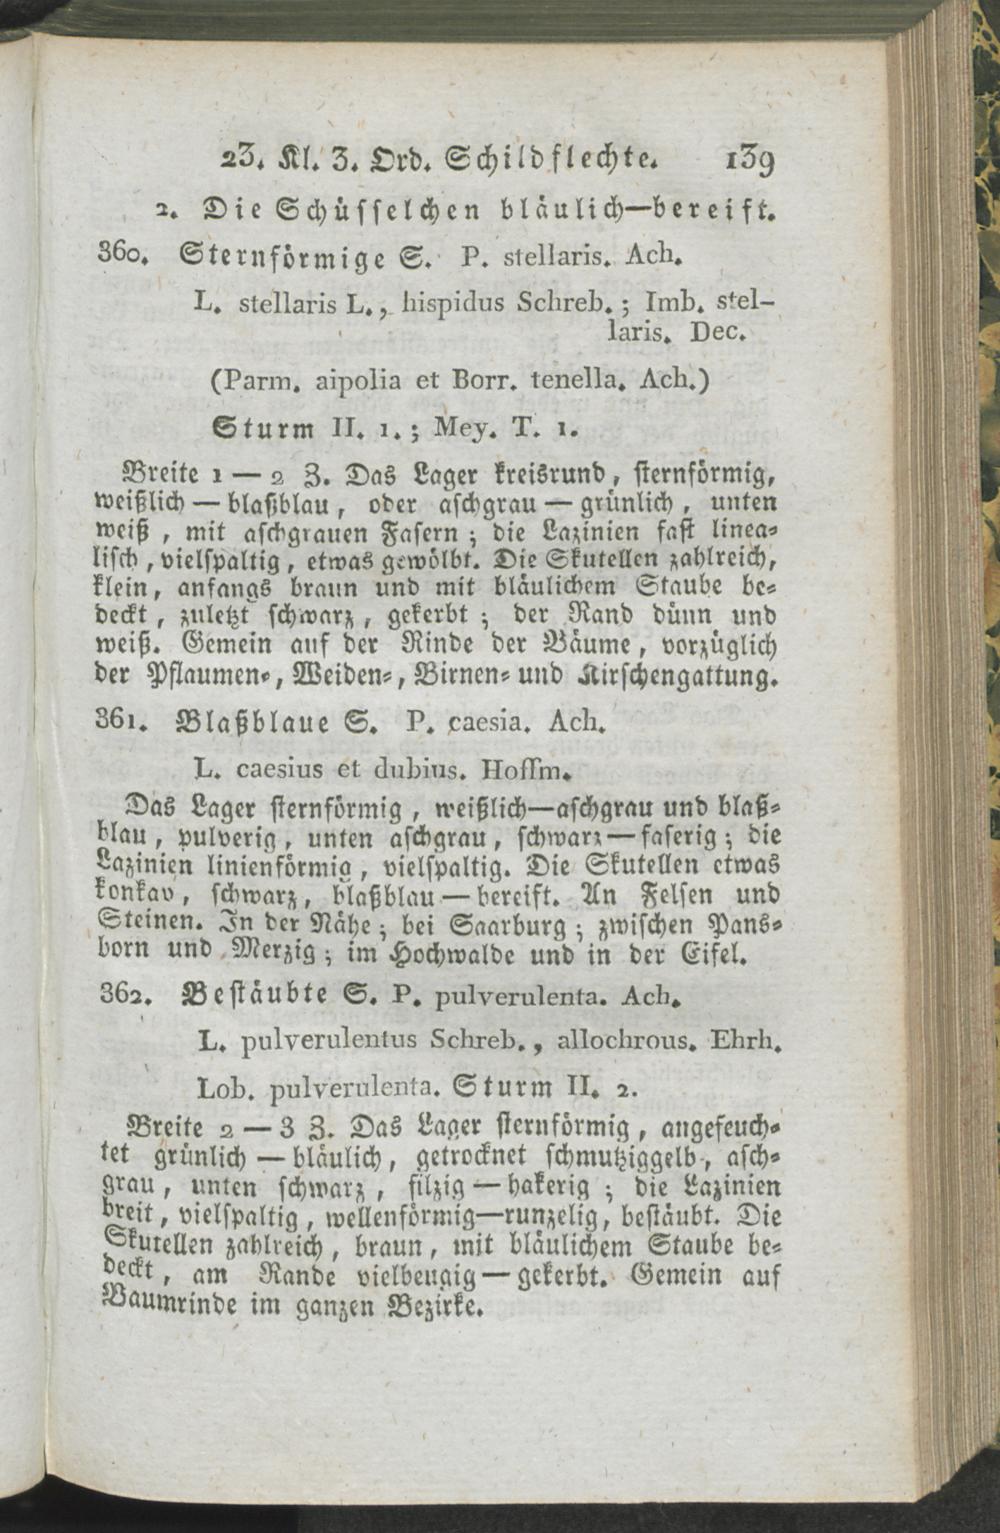 23. Kl. 3. Ord. Schildflechte. 139
2. Die Schüsselchen bläulich—bereift.
360. Sternförmige S. P. stellaris. Ach.
L. stellaris L., hispidus Schreb.; Imb. stel-
laris. Dec.
(Parm. aipolia et Borr. tenella. Ach.)
Sturm II. 1.; Mey. T. 1.
Breite 1 — 2 Z. Das Lager kreisrund, sternförmig,
weißlich — blaßblau, oder aschgrau — grünlich, unten
weiß, mit aschgrauen Fasern; die Lazinien fast linea-
lisch, vielspaltig, etwas gewölbt. Die Skutellen zahlreich,
klein, anfangs braun und mit bläulichem Staube be-
deckt, zuletzt schwarz, gekerbt; der Rand dünn und
weiß. Gemein auf der Rinde der Bäume, vorzüglich
der Pflaumen-, Weiden-, Birnen- und Kirschengattung.
361. Blaßblaue S. P. caesia. Ach.
L. caesius et dubius. Hoffm.
Das Lager sternförmig, weißlich—aschgrau und blaß-
blau, pulverig, unten aschgrau, schwarz — faserig; die
Lazinien linienförmig, vielspaltig. Die Skutellen etwas
konkav, schwarz, blaßblau — bereift. An Felsen und
Steinen. In der Nähe; bei Saarburg; zwischen Pans-
born und Merzig; im Hochwalde und in der Eifel.
362. Bestäubte S. P. pulverulenta. Ach.
L. pulverulentus Schreb., allochrous. Ehrh.
Lob. pulverulenta. Sturm II. 2.
Breite 2 — 3 Z. Das Lager sternförmig, angefeuch-
tet grünlich — bläulich, getrocknet schmutziggelb, asch-
grau, unten schwarz, filzig — hakerig; die Lazinien
breit, vielspaltig, wellenförmig—runzelig, bestäubt. Die
Skutellen zahlreich, braun, mit bläulichem Staube be-
deckt, am Rande vielbeugig — gekerbt. Gemein auf
Baumrinde im ganzen Bezirke.